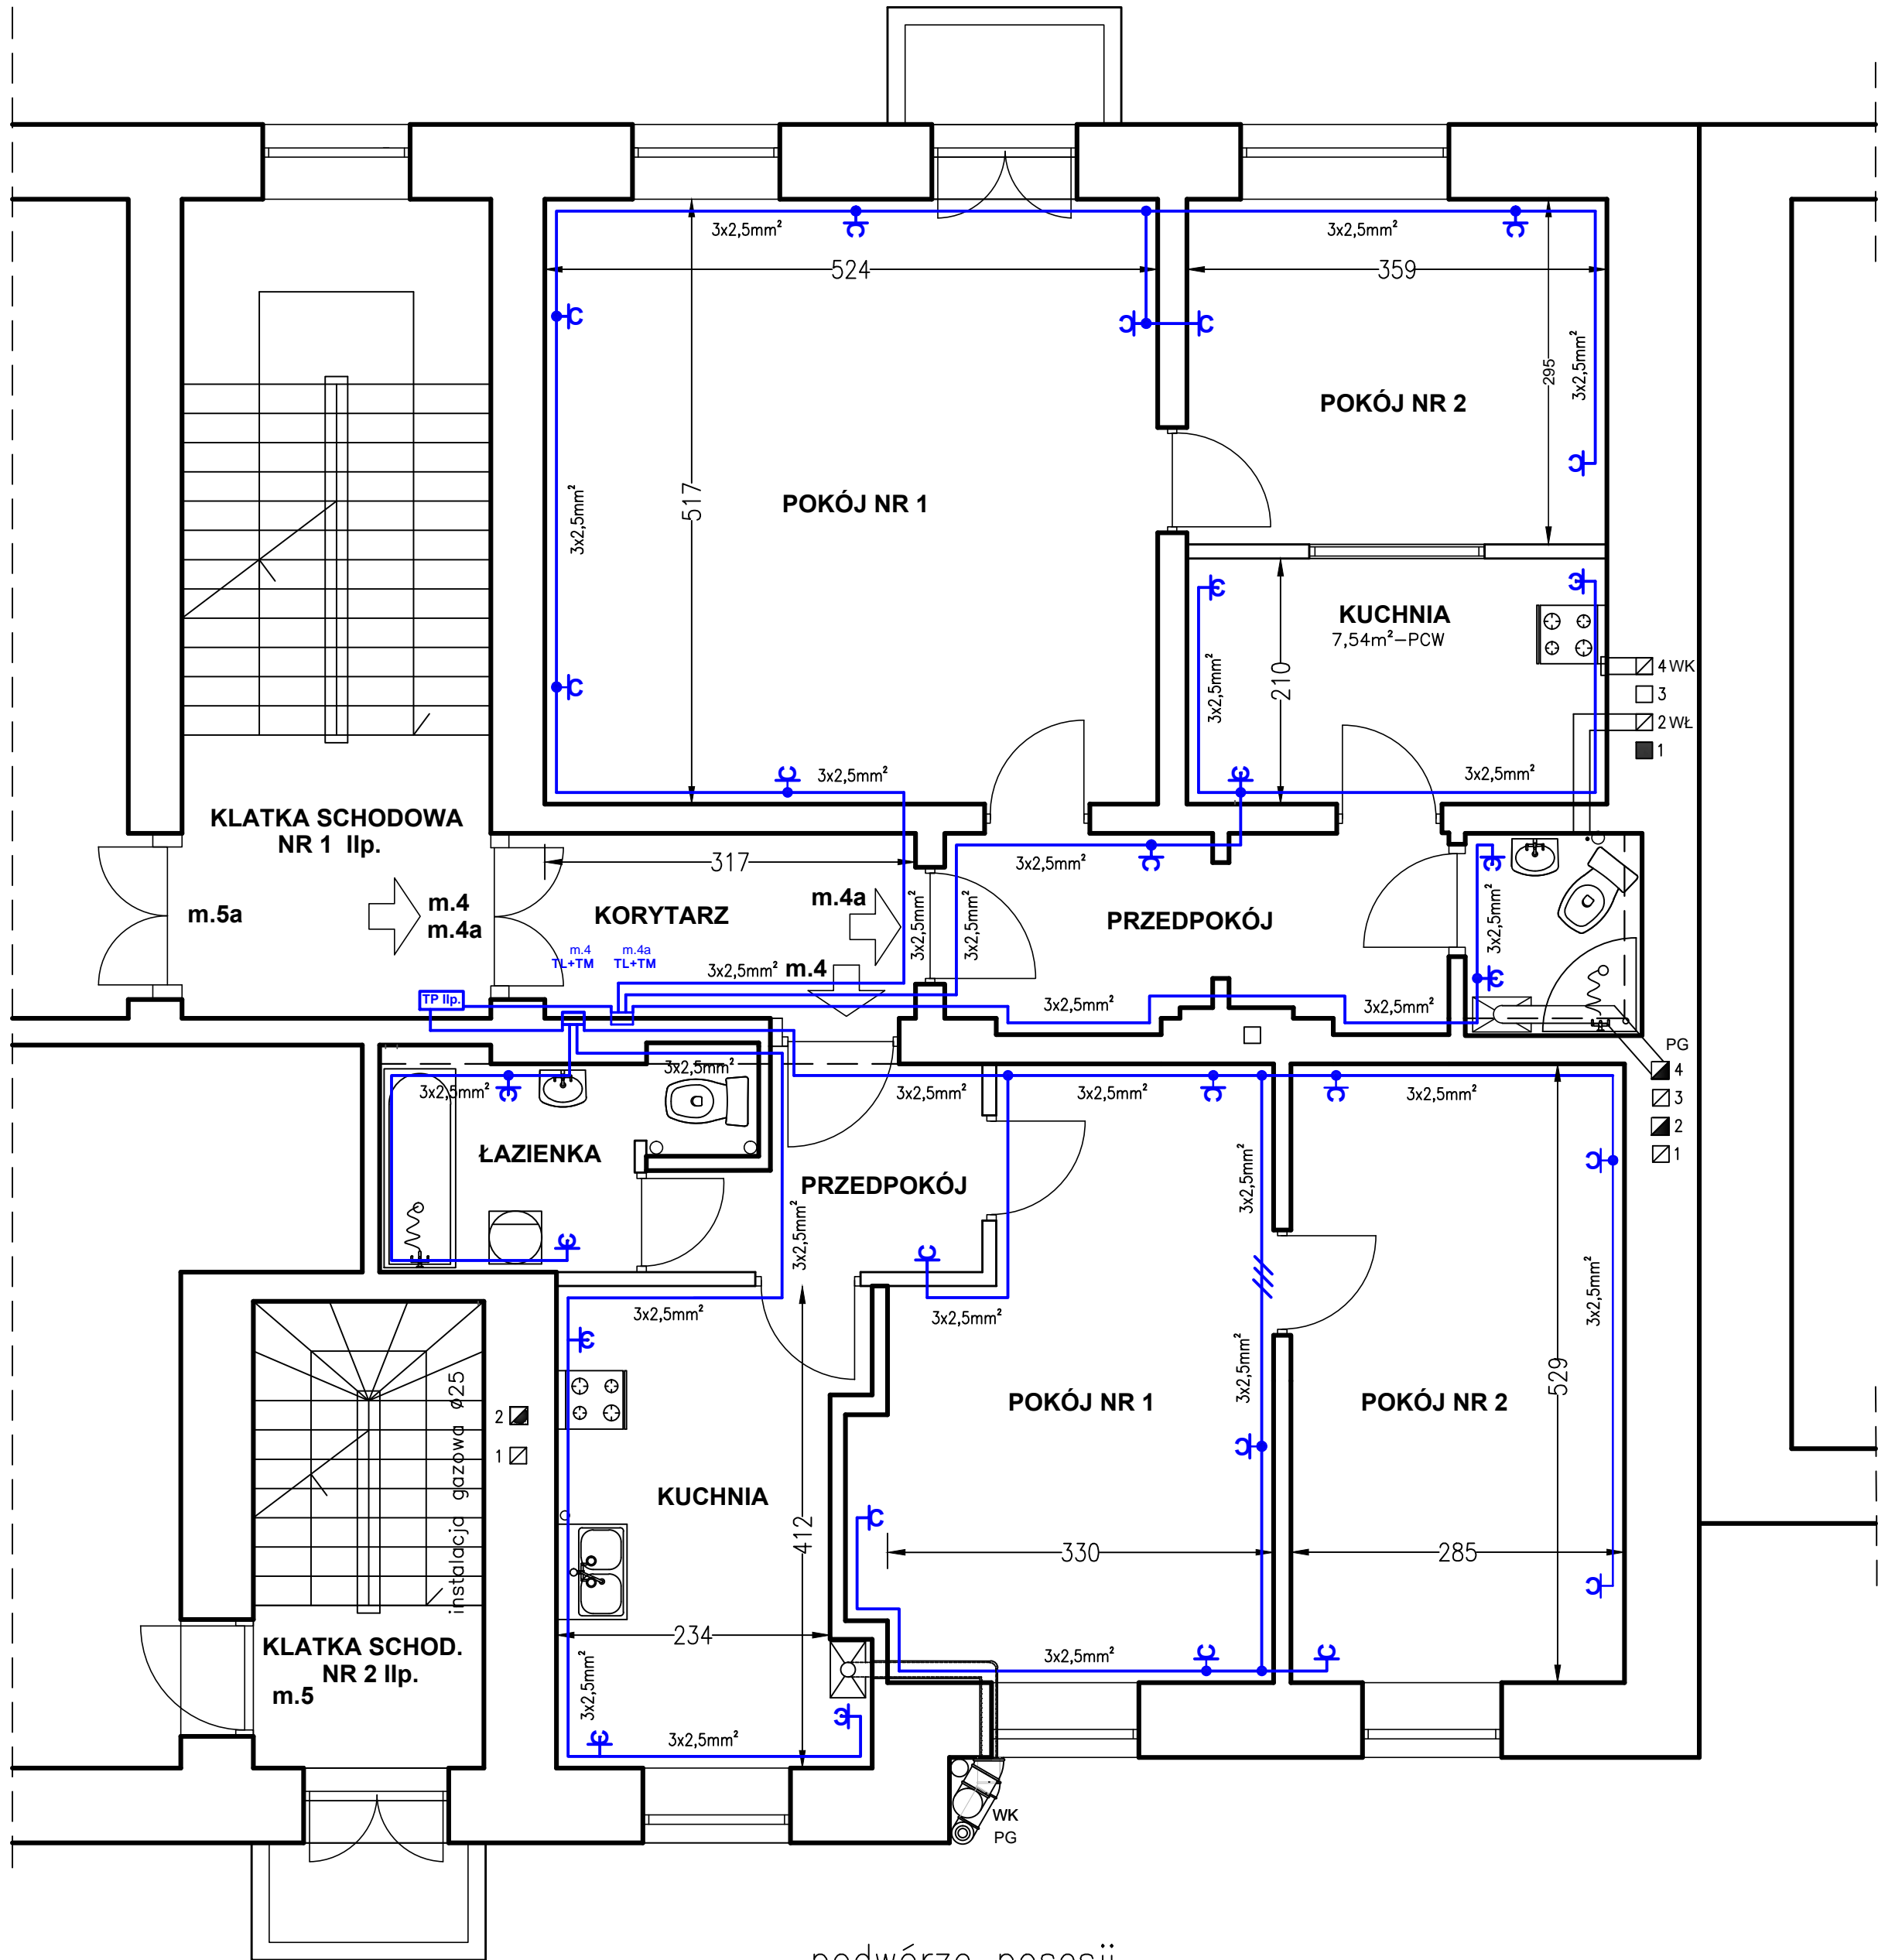 3x2,5mm²
3x2,5mm²
524
359
3x2,5mm²
295
POKÓJ NR 2
POKÓJ NR 1
517
3x2,5mm²
KUCHNIA
7,54m²-PCW
4 WK
3
2 WŁ
1
210
3x2,5mm²
3x2,5mm²
3x2,5mm²
KLATKA SCHODOWA
NR 1 IIp.
317
3x2,5mm²
m.5a
m.4
m.4a
KORYTARZ
m.4a
3x2,5mm²
3x2,5mm²
PRZEDPOKÓJ
3x2,5mm²
m.4
TL+TM
m.4a
TL+TM
3x2,5mm²
m.4
TP IIp.
3x2,5mm²
3x2,5mm²
PG
4
3
2
1
3x2,5mm²
3x2,5mm²
3x2,5mm²
3x2,5mm²
3x2,5mm²
ŁAZIENKA
PRZEDPOKÓJ
3x2,5mm²
3x2,5mm²
3x2,5mm²
3x2,5mm²
3x2,5mm²
3x2,5mm²
529
instalacja gazowa ø25
2
1
POKÓJ NR 1
POKÓJ NR 2
KUCHNIA
412
330
285
234
KLATKA SCHOD.
NR 2 IIp.
m.5
3x2,5mm²
3x2,5mm²
3x2,5mm²
WK
PG
podwórze posesji